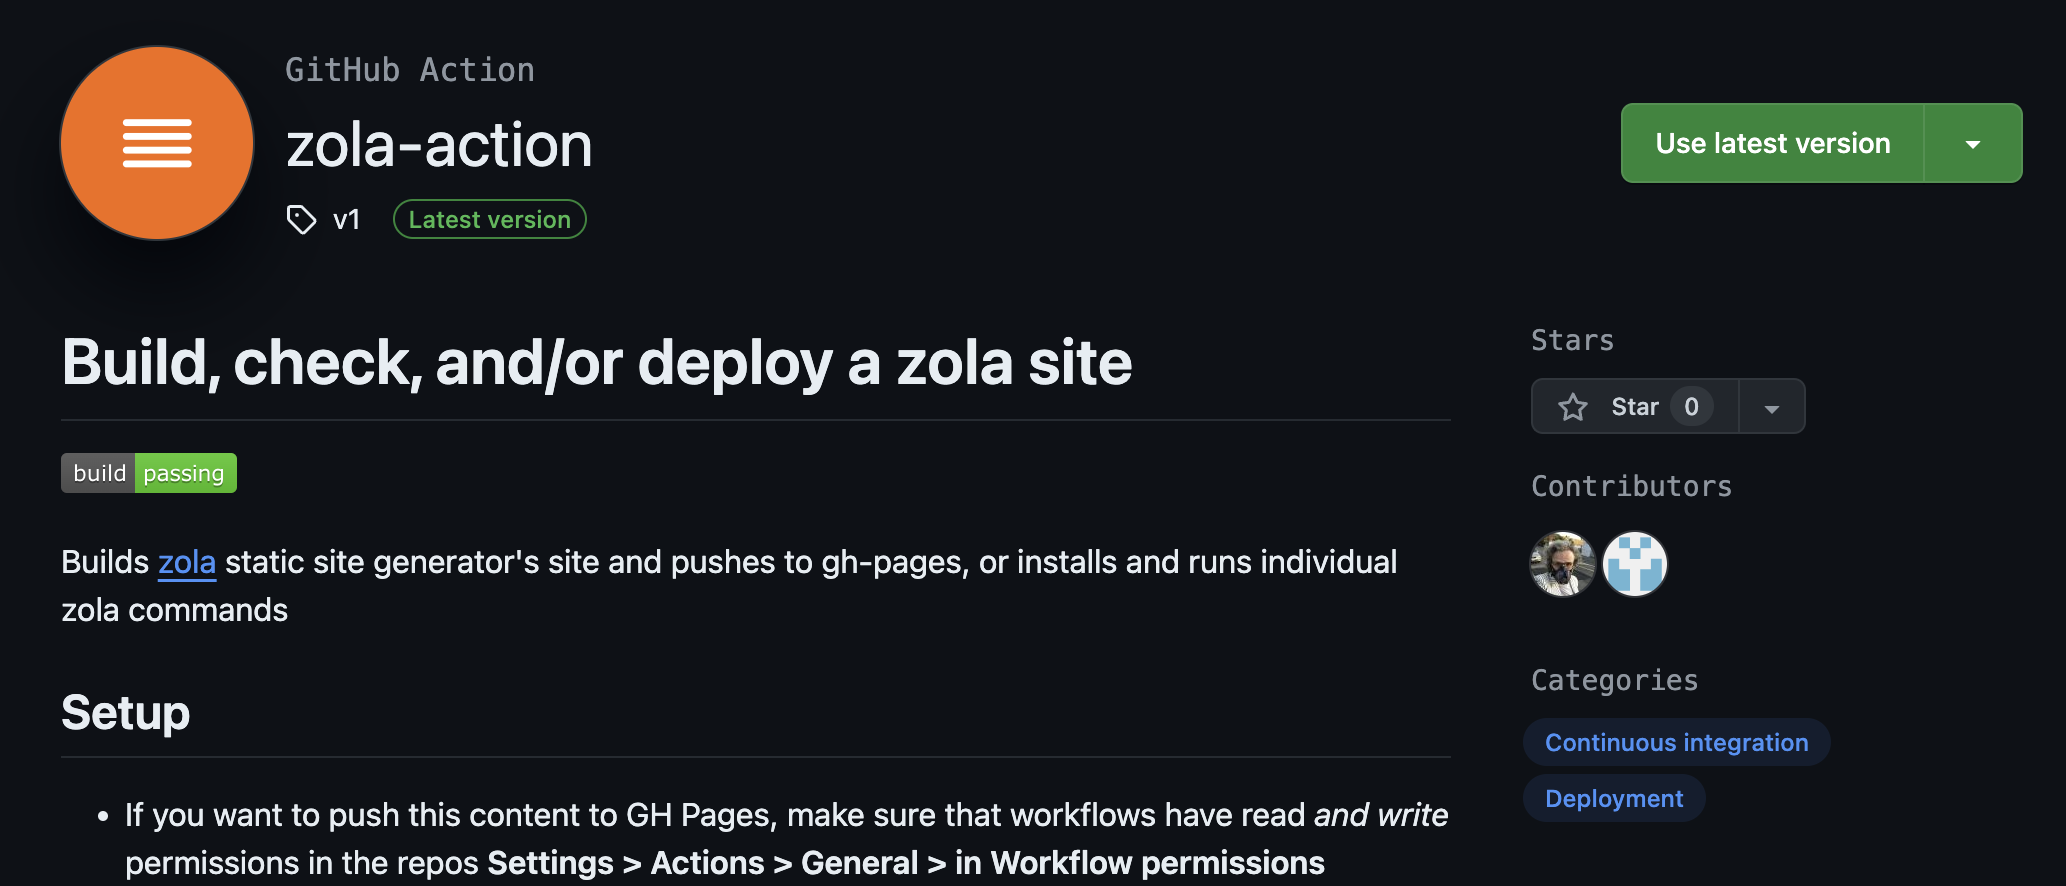 GitHub Action
zola-action
v1 Latest version
Use latest version
Build, check, and/or deploy a zola site
build passing
Builds zola static site generator's site and pushes to gh-pages, or installs and runs individual
zola commands
Setup
• If you want to push this content to GH Pages, make sure that workflows have read and write
permissions in the repos Settings > Actions > General > in Workflow permissions
Stars
Star 0
Contributors
Categories
Continuous integration
Deployment